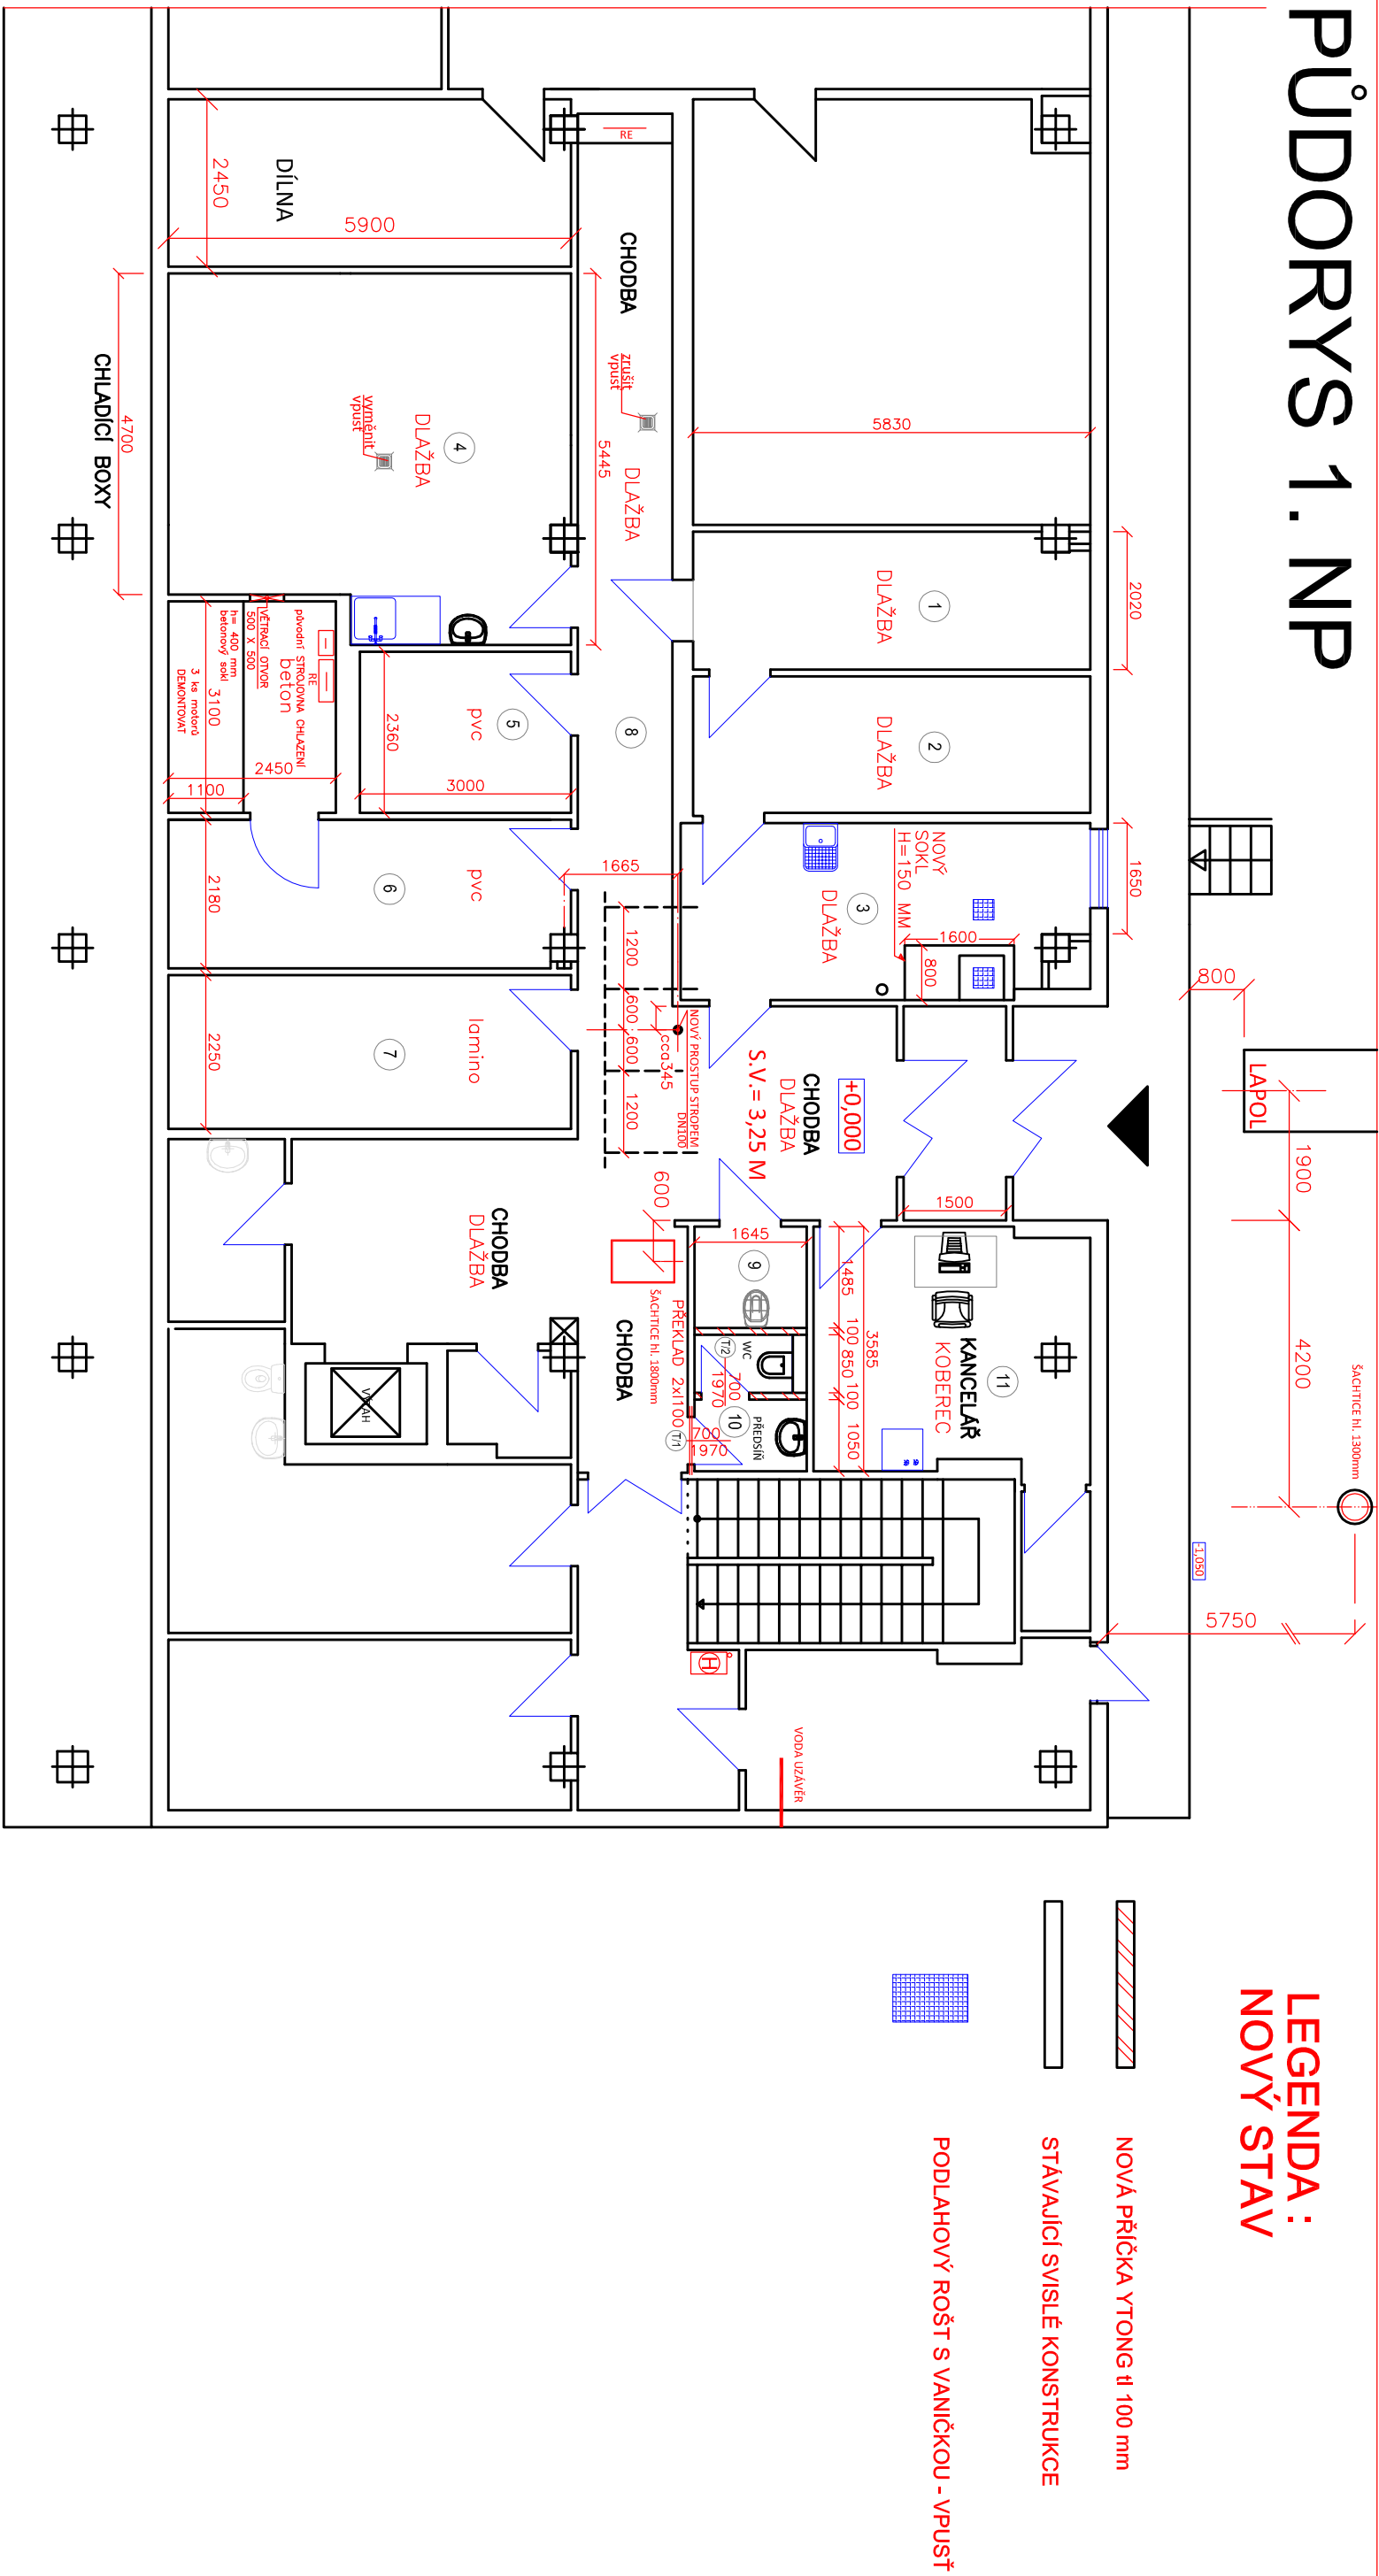 PŮDORYS 1. NP
LEGENDA :
NOVÝ STAV
NOVÁ PŘÍČKA YTONG tl 100 mm
STÁVAJÍCÍ SVISLÉ KONSTRUKCE
PODLAHOVÝ ROŠT S VANIČKOU - VPUSŤ
ŠACHTICE hl. 1300mm
1900
4200
LAPOL
800
-1,050
5750
2020
1650
5830
1
DLAŽBA
2
DLAŽBA
NOVÝ
SOKL
H=150 MM
1600
800
3
DLAŽBA
1500
+0,000
CHODBA
DLAŽBA
S.V.= 3,25 M
11
KANCELÁŘ
KOBEREC
3585
1485
100
850
100
1050
1645
9
WC
T/2
700
1970
PŘEDSÍŇ
10
700
1970
T/1
PŘEKLAD 2xI100
ŠACHTICE hl. 1800mm
600
H
VODA UZÁVĚR
NOVÝ PROSTUP STROPEM
DN100
cca345
1200
600
600
1200
1665
RE
CHODBA
zrušit
vpusť
DLAŽBA
5445
8
CHODBA
CHODBA
DLAŽBA
VÝTAH
DÍLNA
2450
5900
4
DLAŽBA
vyměnit
vpusť
5
pvc
2360
3000
RE
původní STROJOVNA CHLAZENÍ
beton
VĚTRACÍ OTVOR
500 X 500
h= 400 mm
betonový sokl
3100
3 ks motorů
DEMONTOVAT
2450
1100
6
pvc
2180
7
lamino
2250
4700
CHLADÍCÍ BOXY